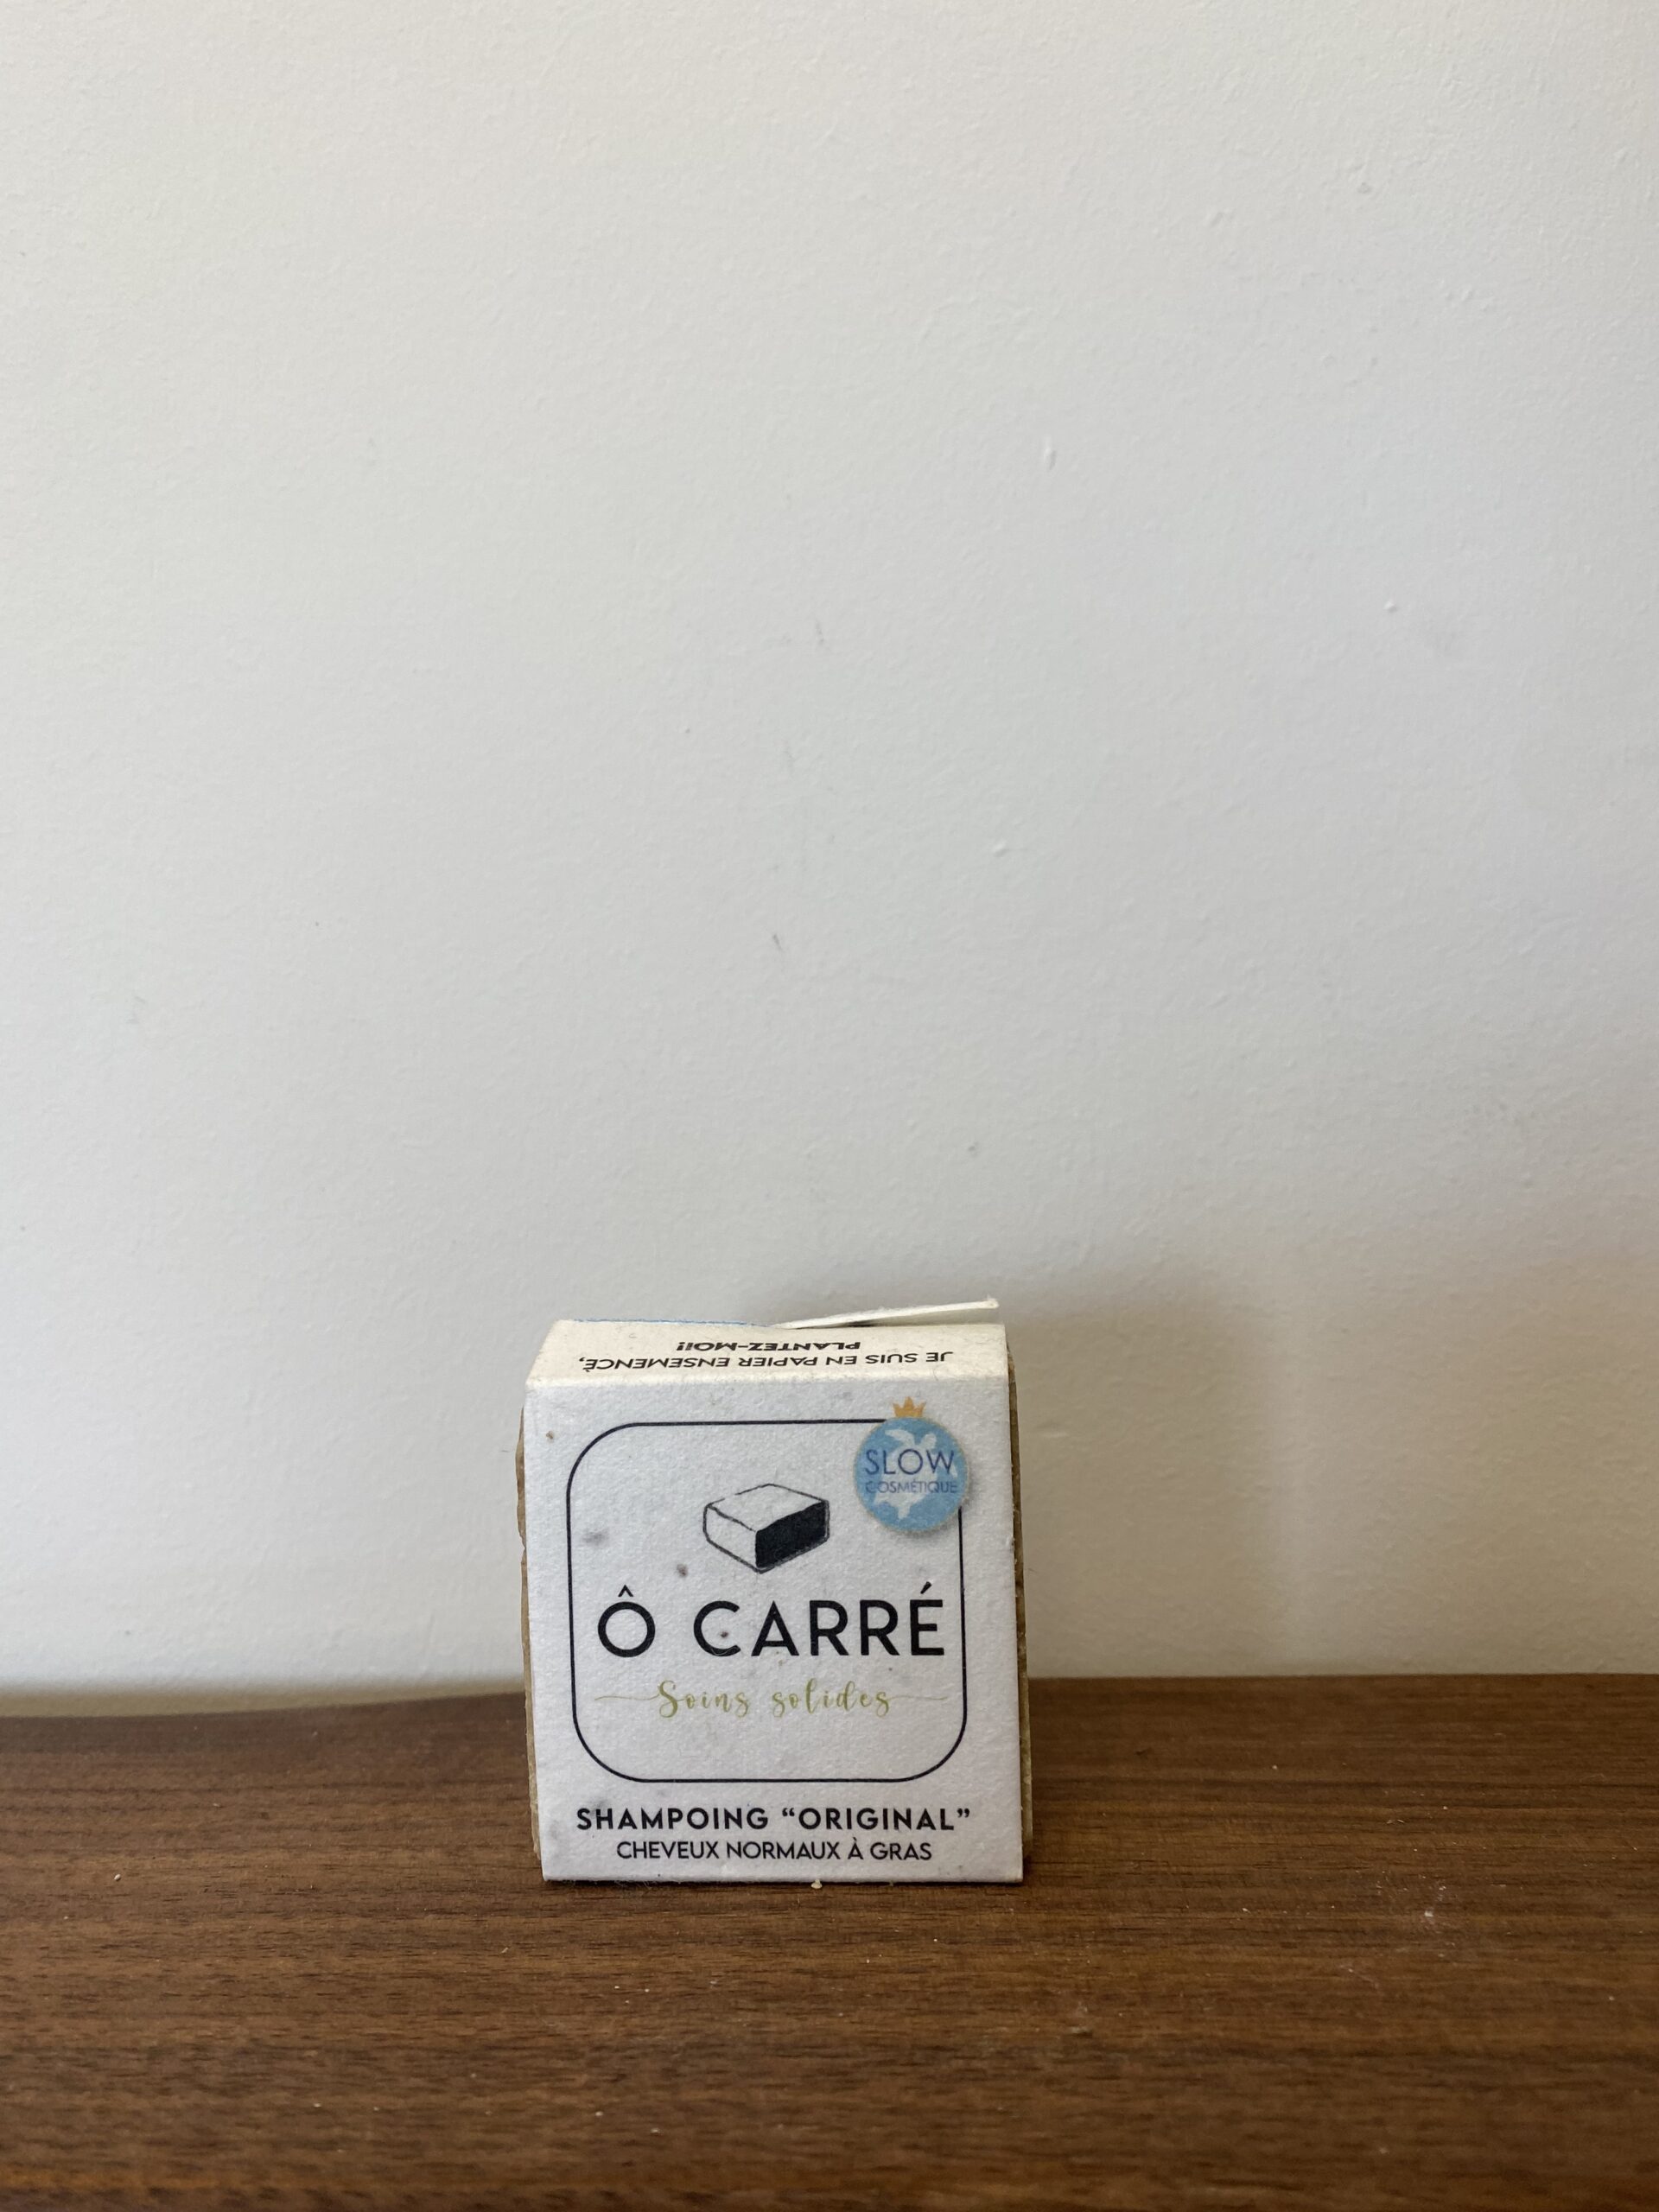 JE SUIS EN PAPIER ENSEMENCÉ,
PLANTEZ-MOI!
SLOW
COSMÉTIQUE
Ô CARRÉ
Soins solides
SHAMPOING “ORIGINAL”
CHEVEUX NORMAUX À GRAS